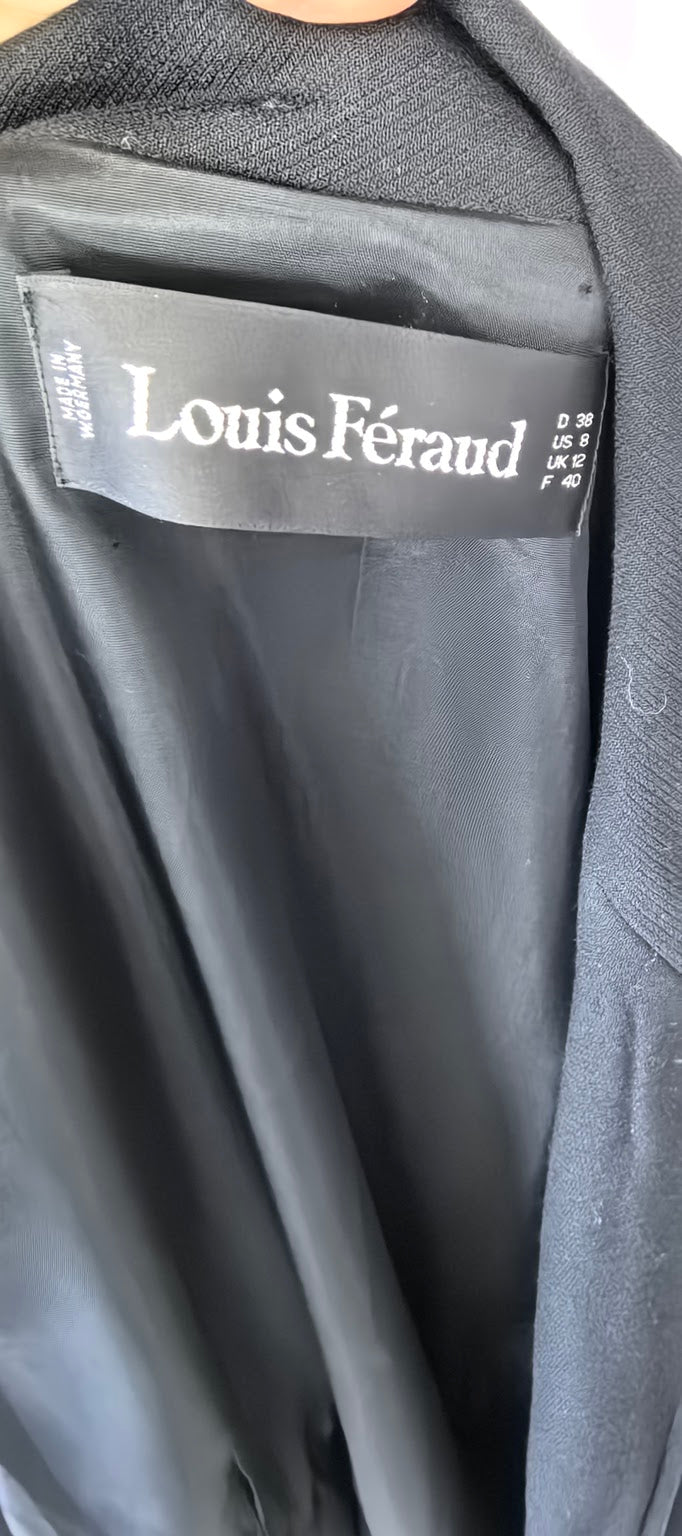 MADE IN
W.GERMANY
Louis Féraud
D 38
US 8
UK 12
F 40